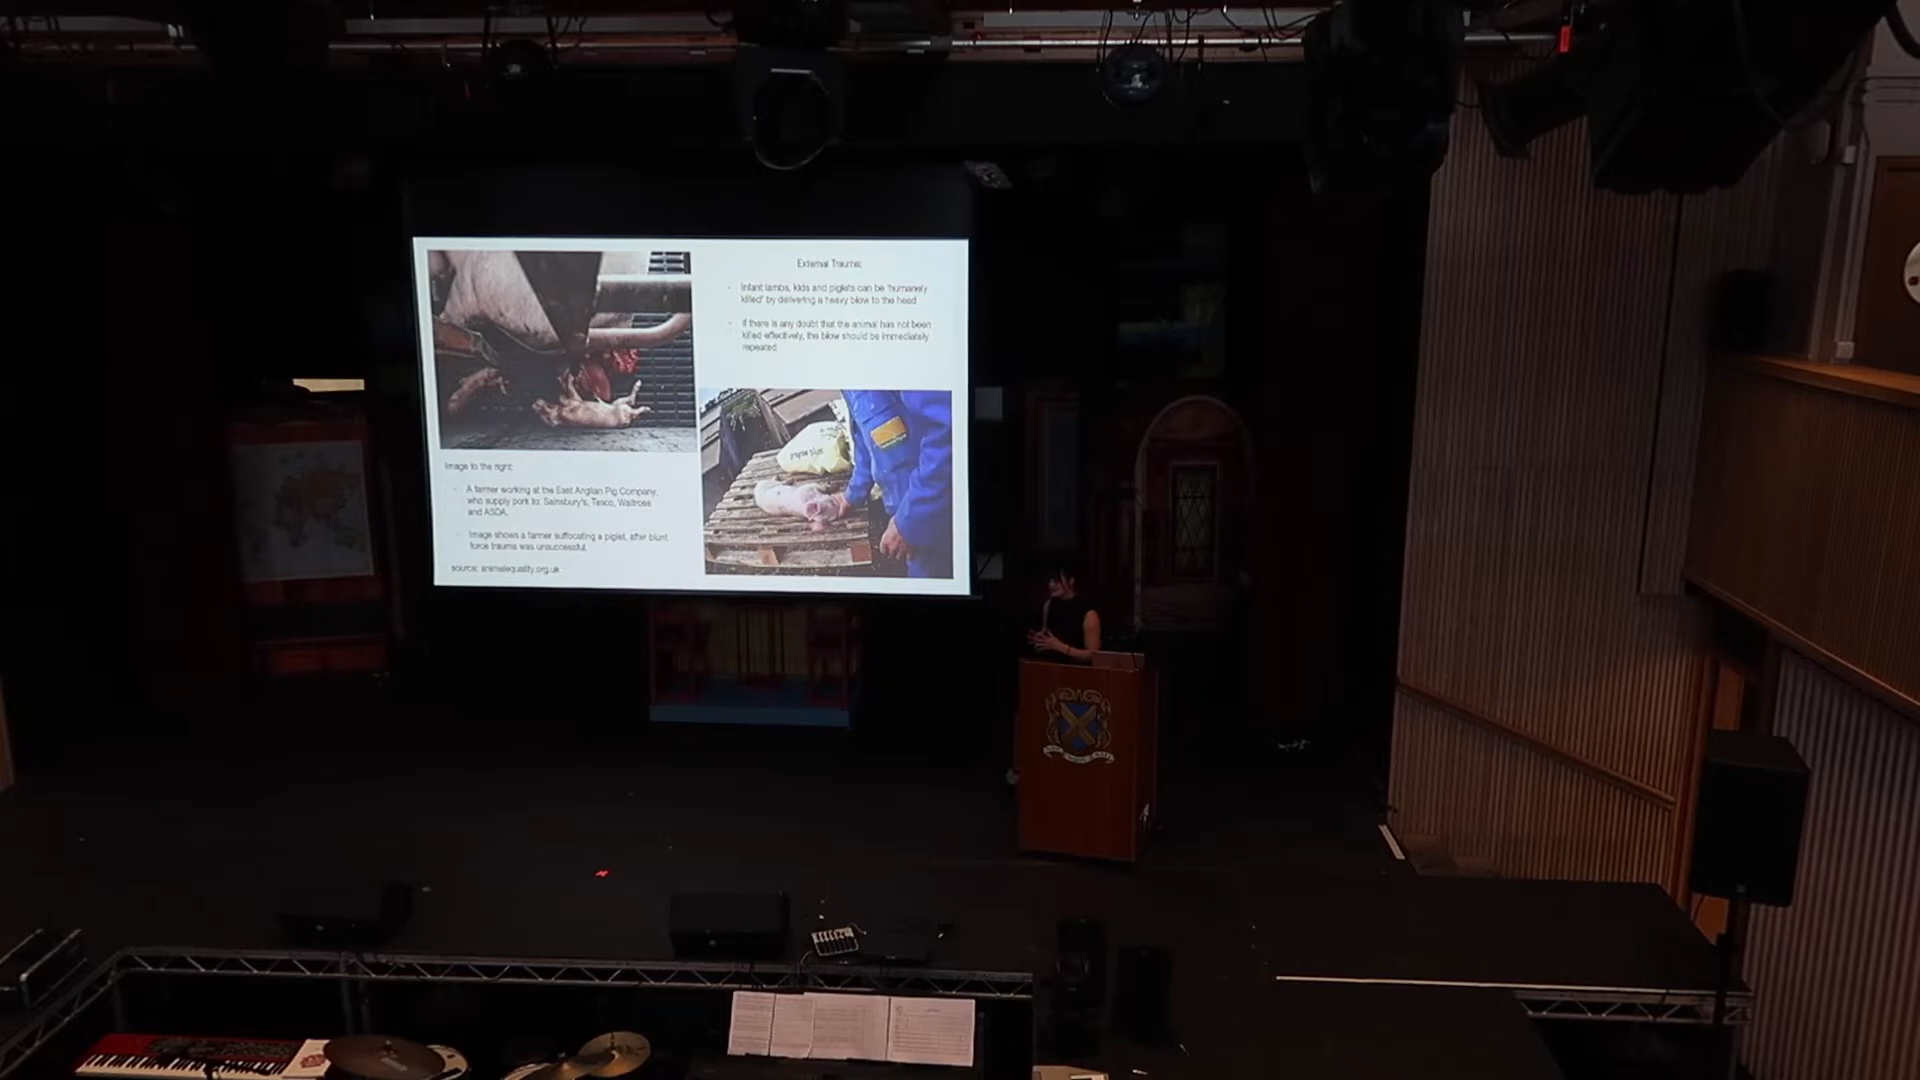 External Trauma:
- Infant lambs, kids and piglets can be 'humanely
killed' by delivering a heavy blow to the head
- If there is any doubt that the animal has not been
killed effectively, the blow should be immediately
repeated
Image to the right:
- A farmer working at the East Anglian Pig Company,
who supply pork to: Sainsbury's, Tesco, Waitrose
and ASDA.
- Image shows a farmer suffocating a piglet, after blunt
force trauma was unsuccessful.
source: animalequality.org.uk